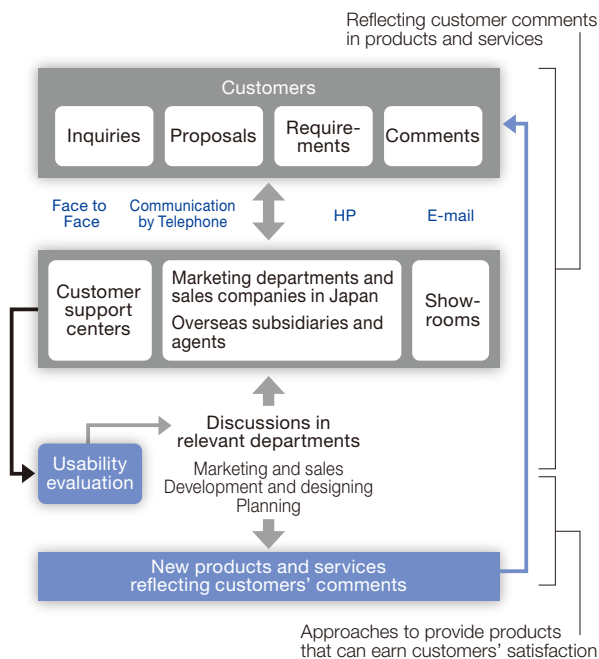 Reflecting customer comments
in products and services
Customers
Inquiries
Proposals
Require-
ments
Comments
Face to
Face
Communication
by Telephone
HP
E-mail
Customer
support
centers
Marketing departments and
sales companies in Japan
Overseas subsidiaries and
agents
Show-
rooms
Discussions in
relevant departments
Usability
evaluation
Marketing and sales
Development and designing
Planning
New products and services
reflecting customers’ comments
Approaches to provide products
that can earn customers’ satisfaction